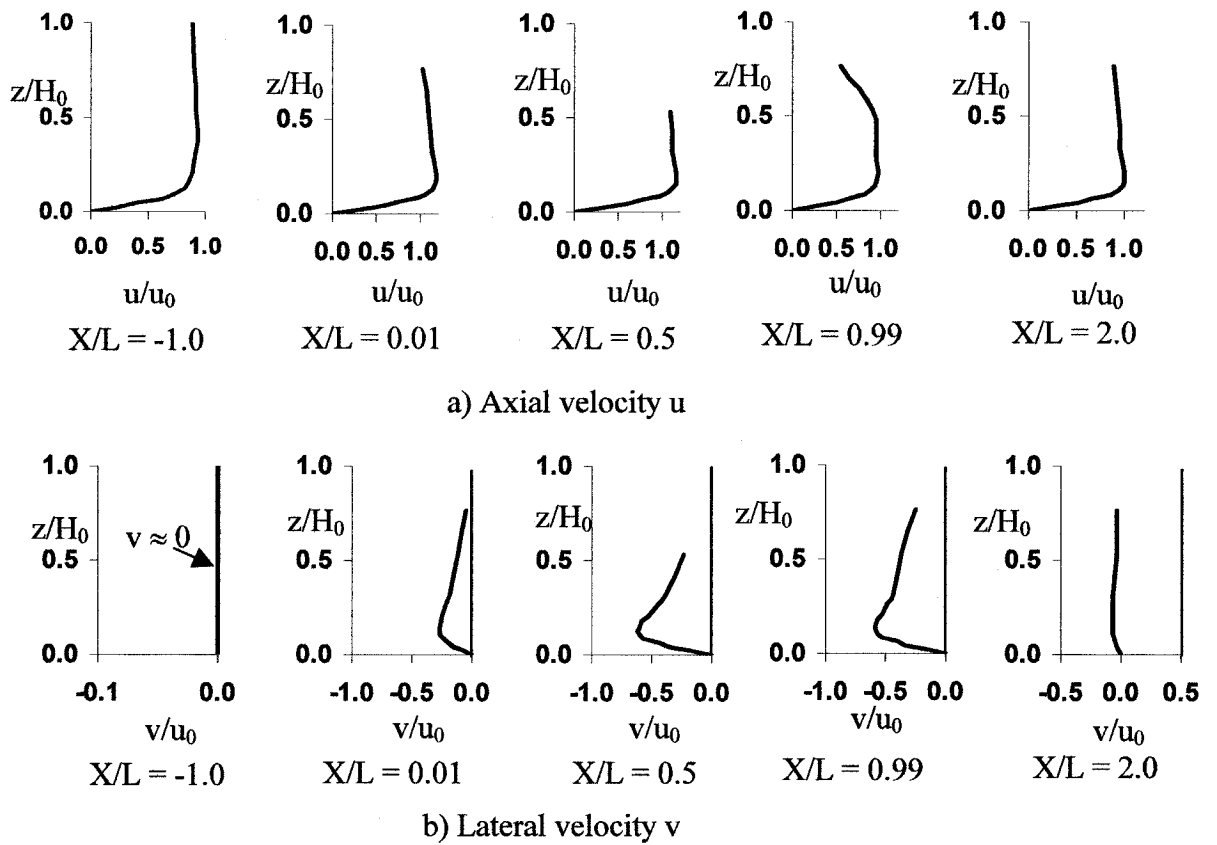 1.0 1.0 1.0 1.0 1.0
z/H₀ z/H₀ z/H₀ z/H₀ z/H₀
0.5 0.5 0.5 0.5 0.5
0.0 0.0 0.0 0.0 0.0
0.0 0.5 1.0 0.0 0.5 1.0 0.0 0.5 1.0 0.0 0.5 1.0 0.0 0.5 1.0
u/u₀ u/u₀ u/u₀ u/u₀ u/u₀
X/L = -1.0 X/L = 0.01 X/L = 0.5 X/L = 0.99 X/L = 2.0
a) Axial velocity u
1.0 1.0 1.0 1.0 1.0
z/H₀ z/H₀ z/H₀ z/H₀ z/H₀
v ≈ 0
0.5 0.5 0.5 0.5 0.5
0.0 0.0 0.0 0.0 0.0
-0.1 0.0 -1.0 -0.5 0.0 -1.0 -0.5 0.0 -1.0 -0.5 0.0 -0.5 0.0 0.5
v/u₀ v/u₀ v/u₀ v/u₀ v/u₀
X/L = -1.0 X/L = 0.01 X/L = 0.5 X/L = 0.99 X/L = 2.0
b) Lateral velocity v